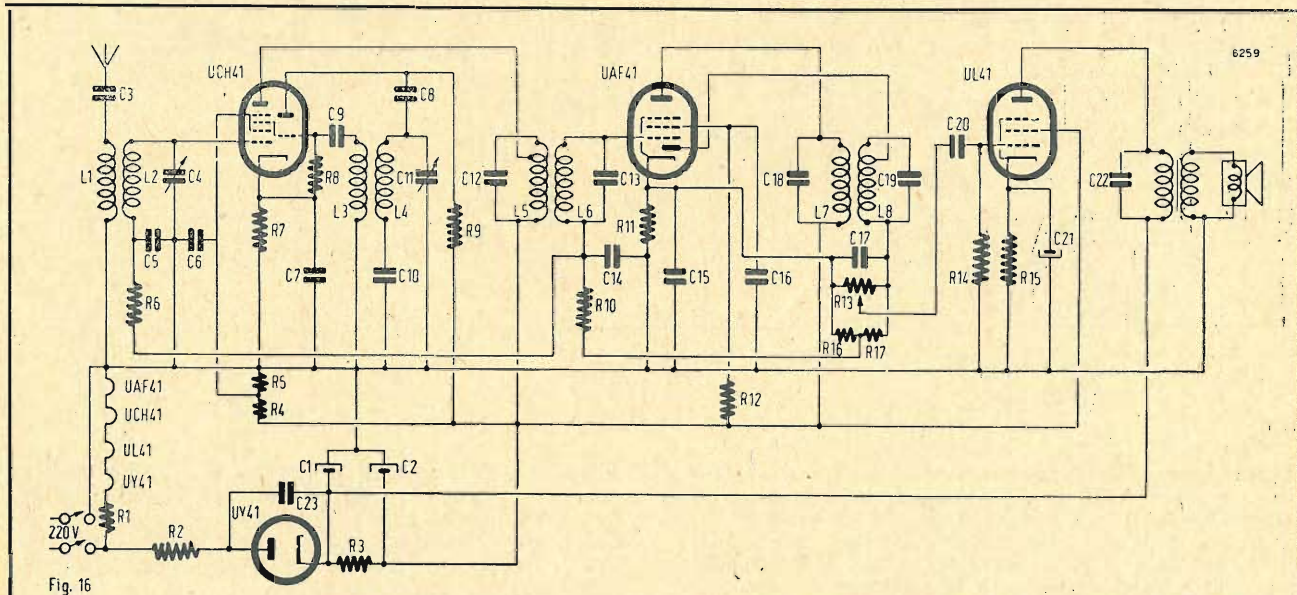 6259
UCH41
UAF41
UL41
C3
C8
C9
C20
L1
L2
C4
R8
L3
L4
C11
C12
L5
L6
C13
C18
L7
L8
C19
C22
R7
R9
R11
C17
R14
R15
C21
C5
C6
C7
C10
C14
C15
C16
R6
R10
R13
R16
R17
UAF41
R5
R4
R12
UCH41
UL41
UY41
C1
C2
C23
UY41
R1
220 V
R2
R3
Fig. 16